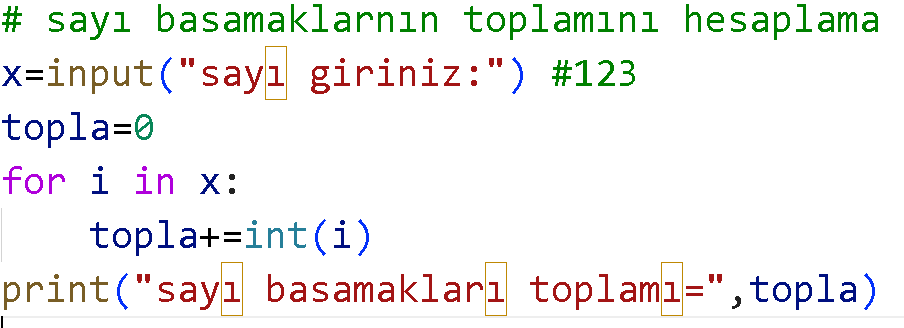 # sayı basamaklarnın toplamını hesaplama
x=input("sayı giriniz:") #123
topla=0
for i in x:
    topla+=int(i)
print("sayı basamakları toplamı=",topla)